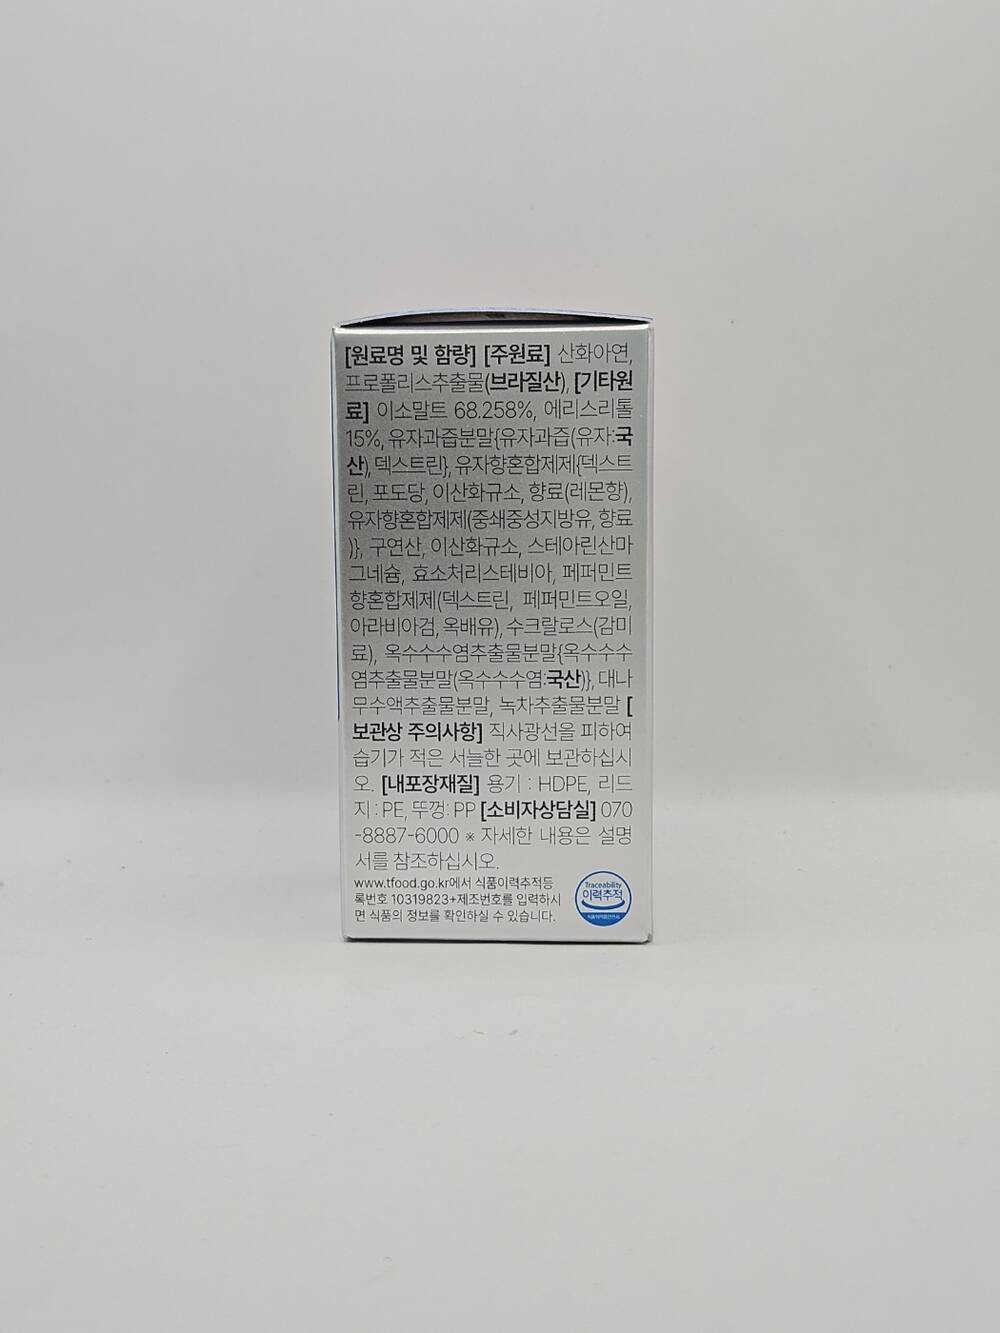 [원료명 및 함량] [주원료] 산화아연,
프로폴리스추출물(브라질산), [기타원
료] 이소말트 68.258%, 에리스리톨
15%, 유자과즙분말{유자과즙(유자:국
산), 덱스트린}, 유자향혼합제제{덱스트
린, 포도당, 이산화규소, 향료(레몬향),
유자향혼합제제(중쇄중성지방유, 향료
)}, 구연산, 이산화규소, 스테아린산마
그네슘, 효소처리스테비아, 페퍼민트
향혼합제제(덱스트린, 페퍼민트오일,
아라비아검, 옥배유), 수크랄로스(감미
료), 옥수수수염추출물분말{옥수수수
염추출물분말(옥수수수염:국산)}, 대나
무수액추출물분말, 녹차추출물분말 [
보관상 주의사항] 직사광선을 피하여
습기가 적은 서늘한 곳에 보관하십시
오. [내포장재질] 용기 : HDPE, 리드
지 : PE, 뚜껑: PP [소비자상담실] 070
-8887-6000 ※ 자세한 내용은 설명
서를 참조하십시오.
www.tfood.go.kr에서 식품이력추적등
록번호 10319823+제조번호를 입력하시
면 식품의 정보를 확인하실 수 있습니다.
Traceability
이력추적
식품의약품안전처